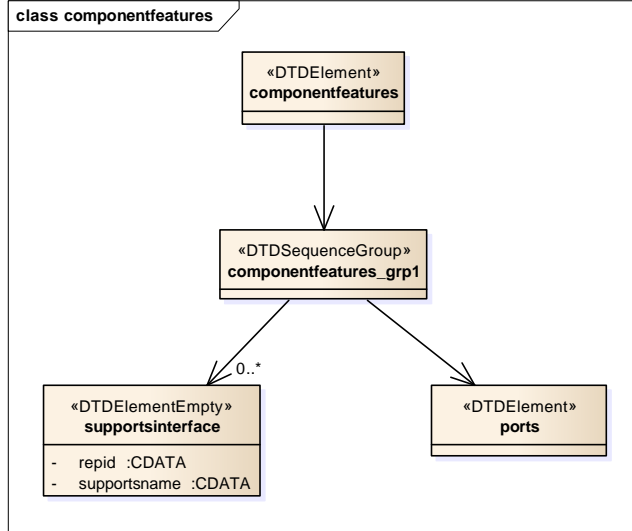 class componentfeatures
«DTDElement»
componentfeatures
«DTDSequenceGroup»
componentfeatures_grp1
0..*
«DTDElementEmpty»
supportsinterface
- repid :CDATA
- supportsname :CDATA
«DTDElement»
ports